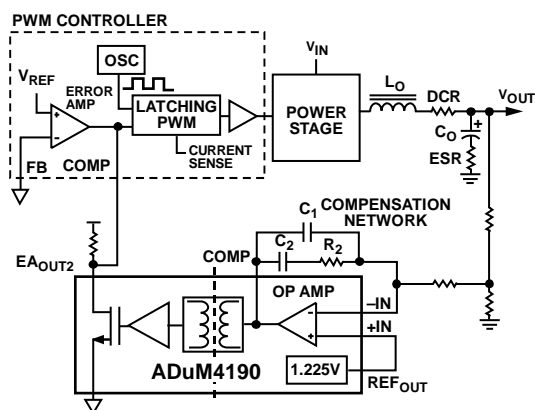 PWM CONTROLLER
OSC
V_IN
V_REF
ERROR
AMP
LATCHING
PWM
POWER
STAGE
L_O
DCR
V_OUT
C_O
+
ESR
+
−
FB
COMP
CURRENT
SENSE
COMPENSATION
NETWORK
C_1
C_2
R_2
COMP
EA_OUT2
OP AMP
−
+
–IN
+IN
1.225V
REF_OUT
ADuM4190